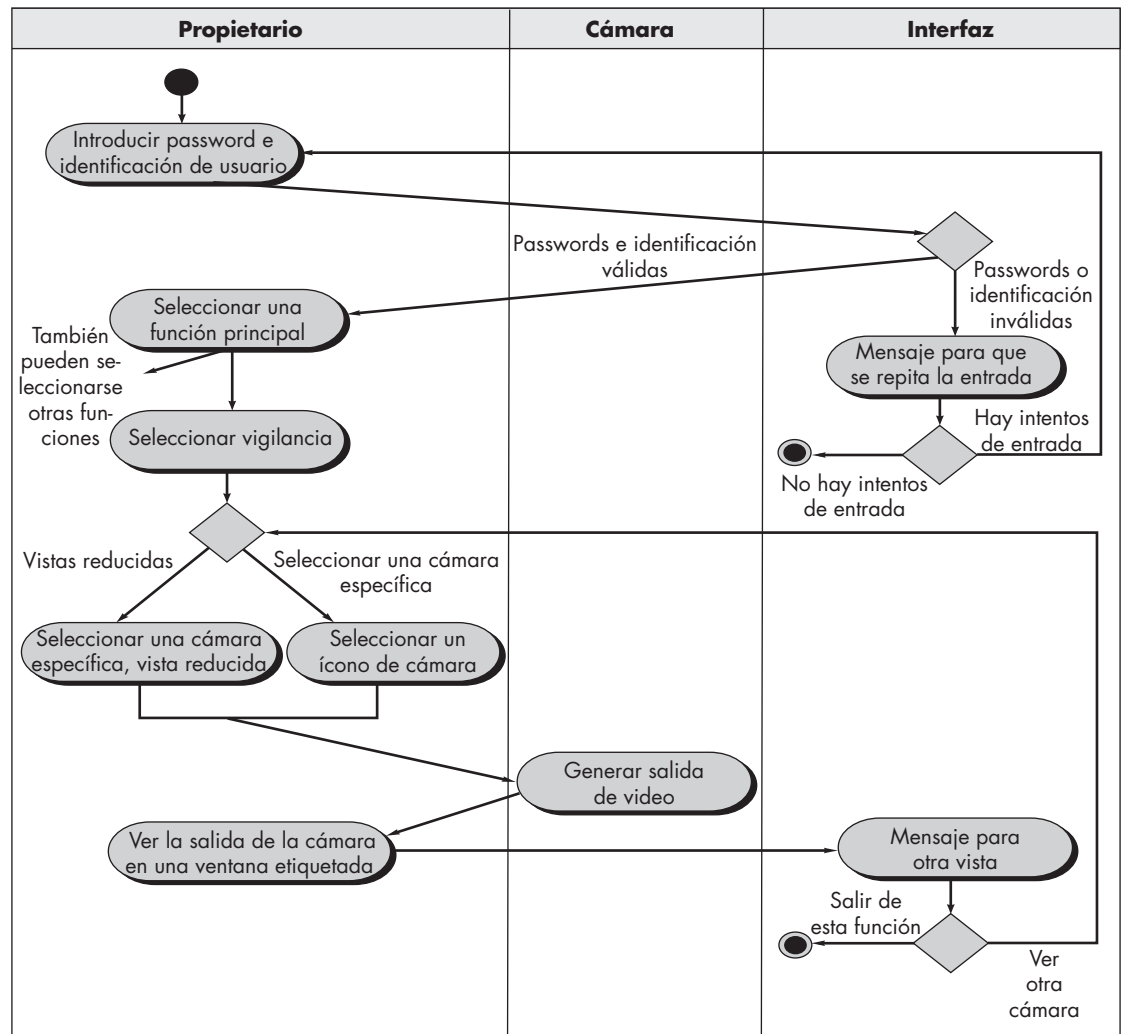 Propietario
Cámara
Interfaz
Introducir password e
identificación de usuario
Passwords e identificación
válidas
Passwords o
identificación
inválidas
Seleccionar una
función principal
También
pueden se-
leccionarse
otras fun-
ciones
Mensaje para que
se repita la entrada
Seleccionar vigilancia
Hay intentos
de entrada
No hay intentos
de entrada
Vistas reducidas
Seleccionar una cámara
específica
Seleccionar una cámara
específica, vista reducida
Seleccionar un
ícono de cámara
Generar salida
de video
Ver la salida de la cámara
en una ventana etiquetada
Mensaje para
otra vista
Salir de
esta función
Ver
otra
cámara